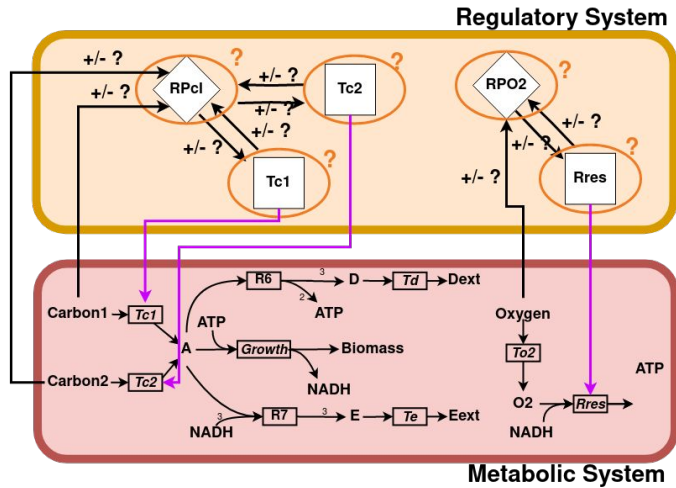 Regulatory System
+/- ?
?
RPcl
+/- ?
Tc2
?
RPO2
?
+/- ?
+/- ?
+/- ?
+/- ?
+/- ?
+/- ?
?
Tc1
+/- ?
?
Rres
Carbon1
Tc1
R6
3
D
Td
Dext
2
ATP
Oxygen
ATP
A
Growth
Biomass
To2
ATP
Carbon2
Tc2
NADH
3
R7
3
E
Te
Eext
NADH
O2
Rres
NADH
Metabolic System